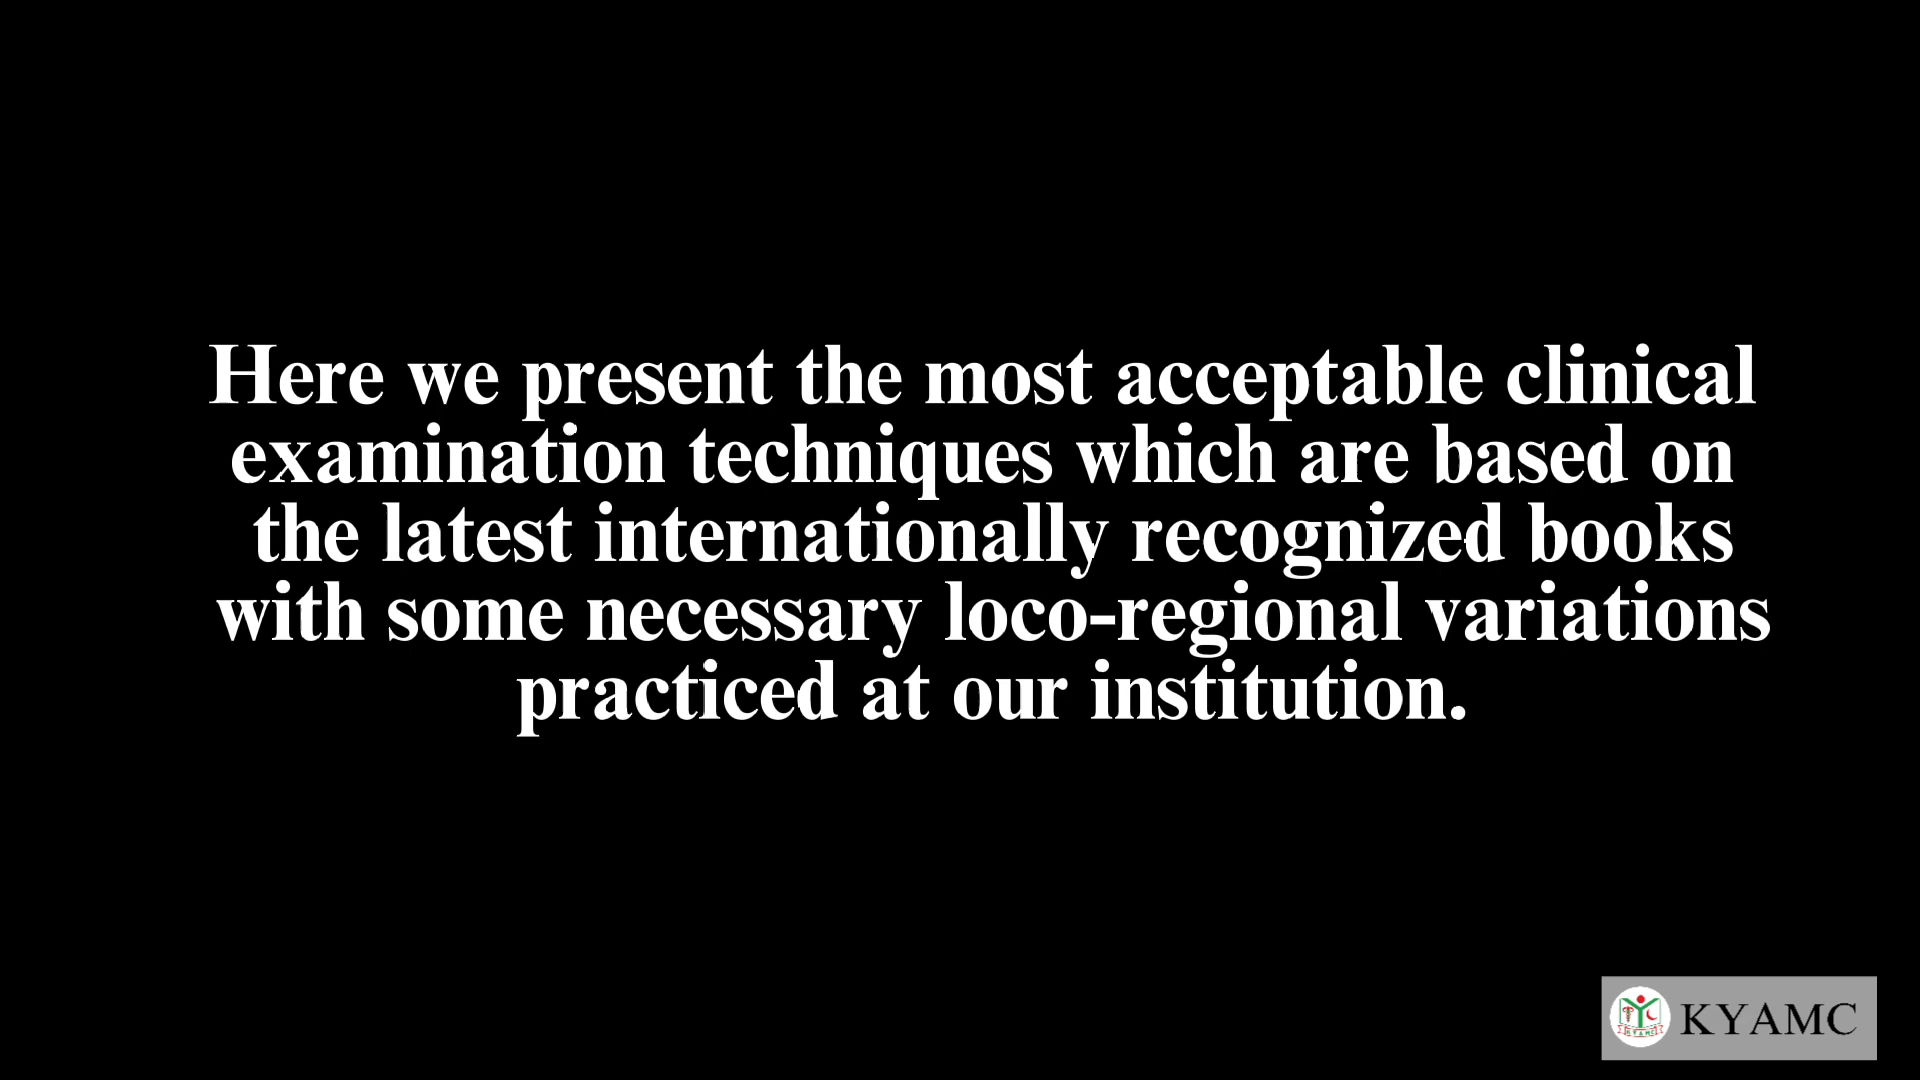 Here we present the most acceptable clinical
examination techniques which are based on
the latest internationally recognized books
with some necessary loco-regional variations
practiced at our institution.
KYAMC